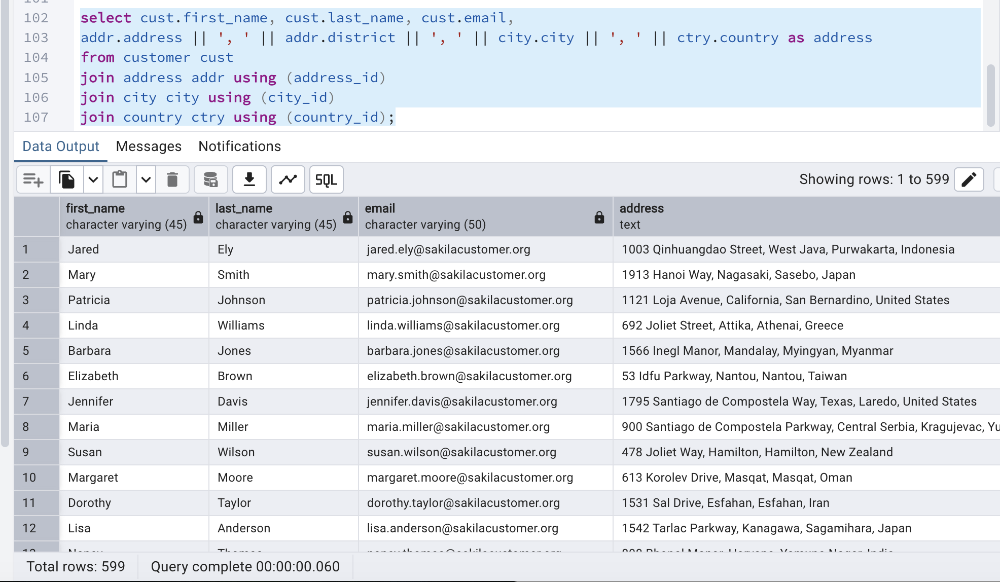 102 select cust.first_name, cust.last_name, cust.email,
103 addr.address || ', ' || addr.district || ', ' || city.city || ', ' || ctry.country as address
104 from customer cust
105 join address addr using (address_id)
106 join city city using (city_id)
107 join country ctry using (country_id);
Data Output Messages Notifications
SQL Showing rows: 1 to 599
first_name last_name email address
character varying (45) character varying (45) character varying (50) text
1 Jared Ely jared.ely@sakilacustomer.org 1003 Qinhuangdao Street, West Java, Purwakarta, Indonesia
2 Mary Smith mary.smith@sakilacustomer.org 1913 Hanoi Way, Nagasaki, Sasebo, Japan
3 Patricia Johnson patricia.johnson@sakilacustomer.org 1121 Loja Avenue, California, San Bernardino, United States
4 Linda Williams linda.williams@sakilacustomer.org 692 Joliet Street, Attika, Athenai, Greece
5 Barbara Jones barbara.jones@sakilacustomer.org 1566 Inegl Manor, Mandalay, Myingyan, Myanmar
6 Elizabeth Brown elizabeth.brown@sakilacustomer.org 53 Idfu Parkway, Nantou, Nantou, Taiwan
7 Jennifer Davis jennifer.davis@sakilacustomer.org 1795 Santiago de Compostela Way, Texas, Laredo, United States
8 Maria Miller maria.miller@sakilacustomer.org 900 Santiago de Compostela Parkway, Central Serbia, Kragujevac, Yu
9 Susan Wilson susan.wilson@sakilacustomer.org 478 Joliet Way, Hamilton, Hamilton, New Zealand
10 Margaret Moore margaret.moore@sakilacustomer.org 613 Korolev Drive, Masqat, Masqat, Oman
11 Dorothy Taylor dorothy.taylor@sakilacustomer.org 1531 Sal Drive, Esfahan, Esfahan, Iran
12 Lisa Anderson lisa.anderson@sakilacustomer.org 1542 Tarlac Parkway, Kanagawa, Sagamihara, Japan
Total rows: 599 Query complete 00:00:00.060